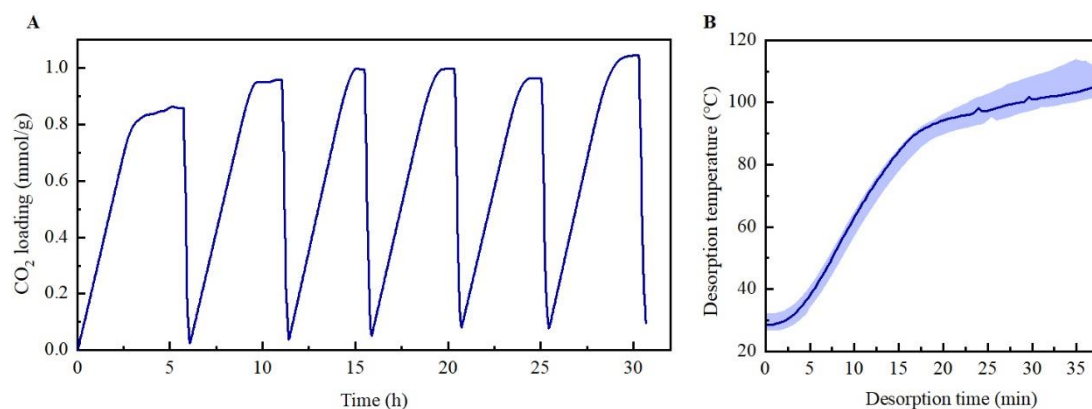 A
CO₂ loading (mmol/g)
1.0
0.8
0.6
0.4
0.2
0.0
0 5 10 15 20 25 30
Time (h)
B
Desorption temperature (°C)
120
100
80
60
40
20
0 5 10 15 20 25 30 35
Desorption time (min)